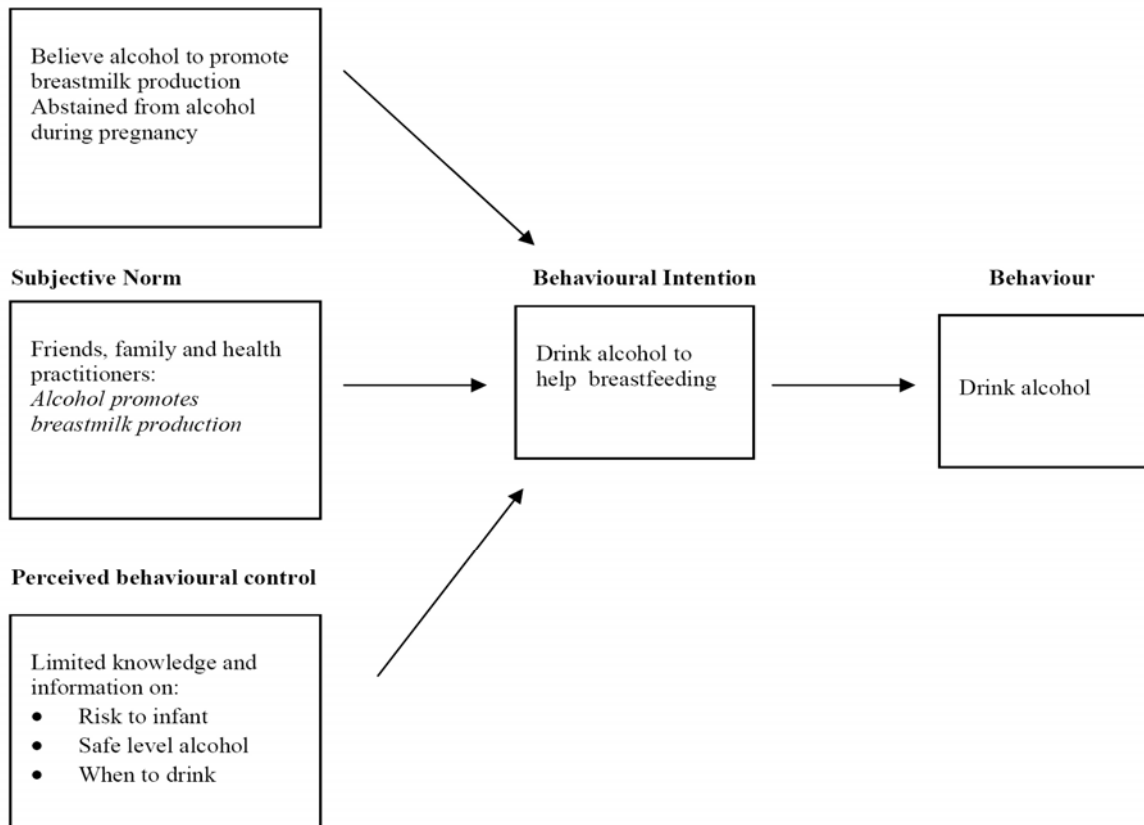 Believe alcohol to promote
breastmilk production
Abstained from alcohol
during pregnancy
Subjective Norm
Friends, family and health
practitioners:
Alcohol promotes
breastmilk production
Perceived behavioural control
Limited knowledge and
information on:
● Risk to infant
● Safe level alcohol
● When to drink
Behavioural Intention
Drink alcohol to
help breastfeeding
Behaviour
Drink alcohol